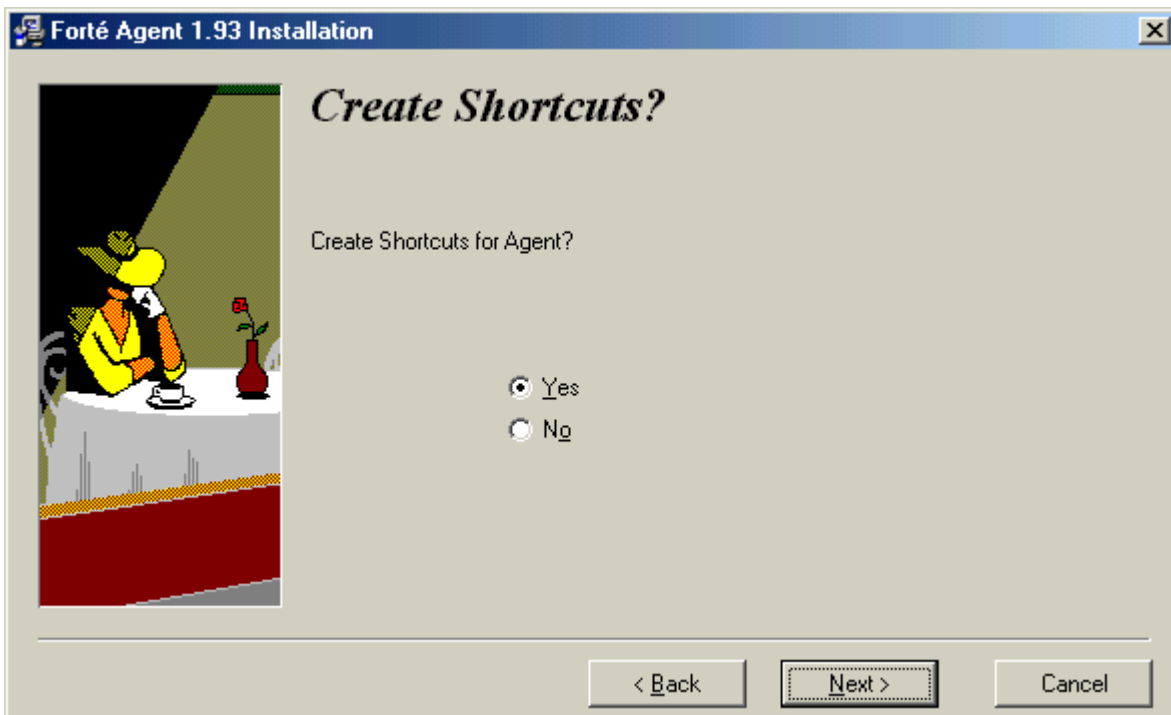 Forté Agent 1.93 Installation
Create Shortcuts?
Create Shortcuts for Agent?
Yes
No
< Back
Next >
Cancel